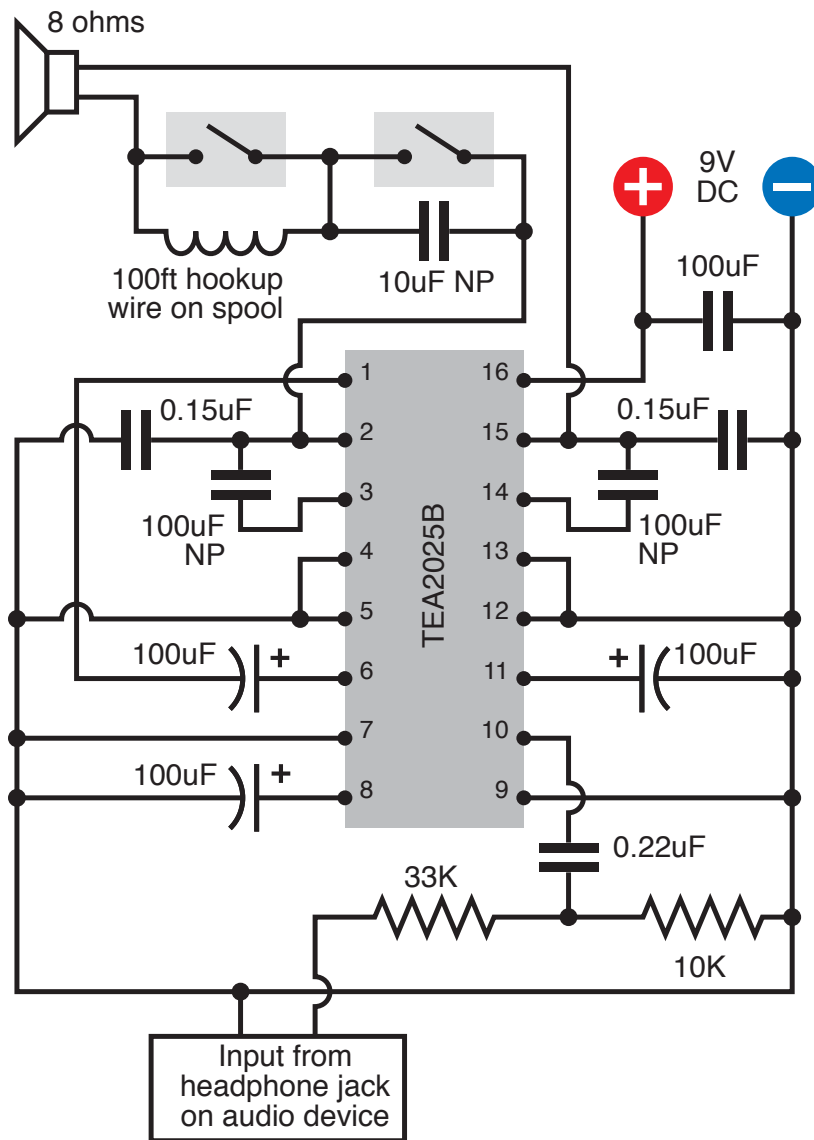 8 ohms
9V
DC
100uF
100ft hookup
wire on spool
10uF NP
1
16
0.15uF
0.15uF
2
15
3
14
100uF
NP
100uF
NP
TEA2025B
4
13
5
12
100uF
+
6
11
+
100uF
7
10
100uF
+
8
9
0.22uF
33K
10K
Input from
headphone jack
on audio device